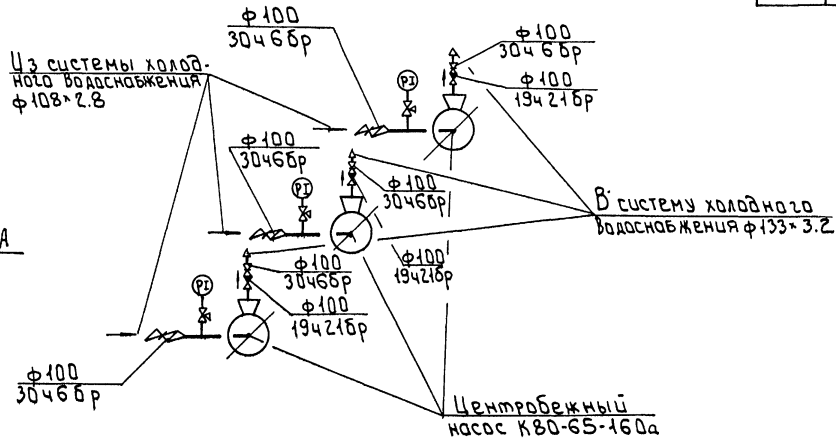 ф100
30ч6бр
Из системы холод-
ного водоснабжения
ф108×2.8
PI
ф100
30ч6бр
ф100
19ч21бр
ф100
30ч6бр
PI
ф100
30ч6бр
В систему холодного
водоснабжения ф133×3.2
А
ф100
19ч21бр
PI
ф100
30ч6бр
ф100
19ч21бр
ф100
30ч6бр
Центробежный
насос К80-65-160а